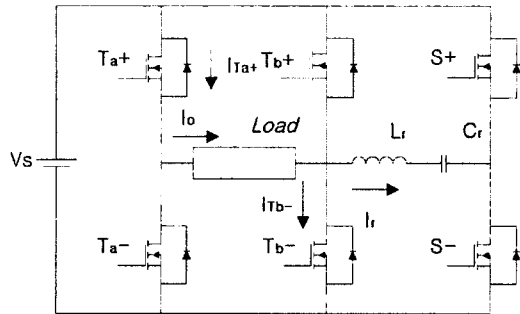 Ta+ ITa+ Tb+ S+
Io Load Lr Cr
Vs
ITb- Ir
Ta- Tb- S-